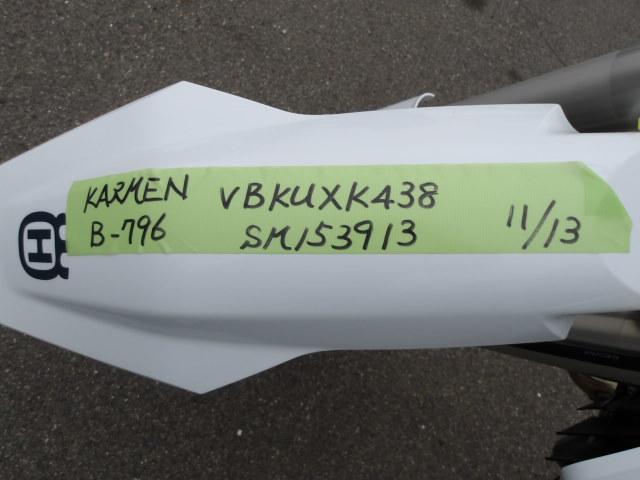 KARMEN VBKUXK438
B-796 SM153913 11/13
H